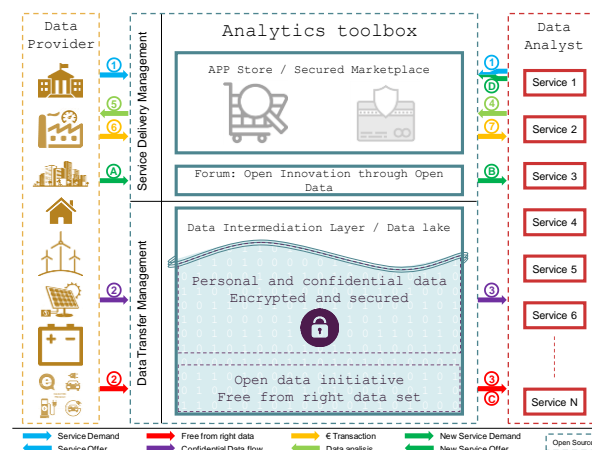 Data
Provider
Analytics toolbox
Data
Analyst
Service Delivery Management
APP Store / Secured Marketplace
1
5
6
A
1
D
4
7
B
Service 1
Service 2
Service 3
Service 4
Service 5
Service 6
Service N
Forum: Open Innovation through Open
Data
Data Transfer Management
Data Intermediation Layer / Data lake
Personal and confidential data
Encrypted and secured
2
3
Open data initiative
Free from right data set
2
3
C
Service Demand
Free from right data
€ Transaction
New Service Demand
Service Offer
Confidential Data flow
Data analisis
New Service Offer
Open Sourc